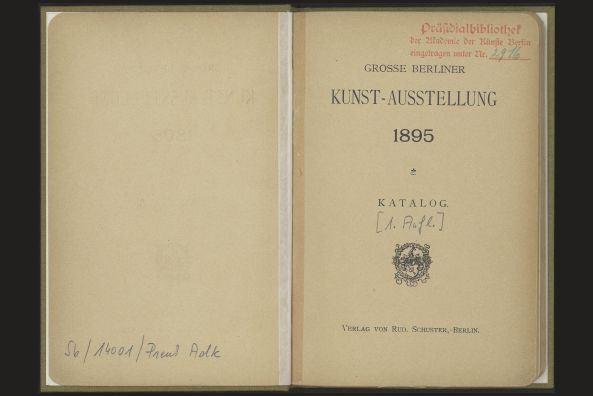 56/14001/Preuß Adk
Präsidialbibliothek
der Akademie der Künste Berlin
eingetragen unter Nr. 2916
GROSSE BERLINER
KUNST-AUSSTELLUNG
1895
KATALOG.
[1. Aufl.]
VERLAG VON RUD. SCHUSTER,-BERLIN.